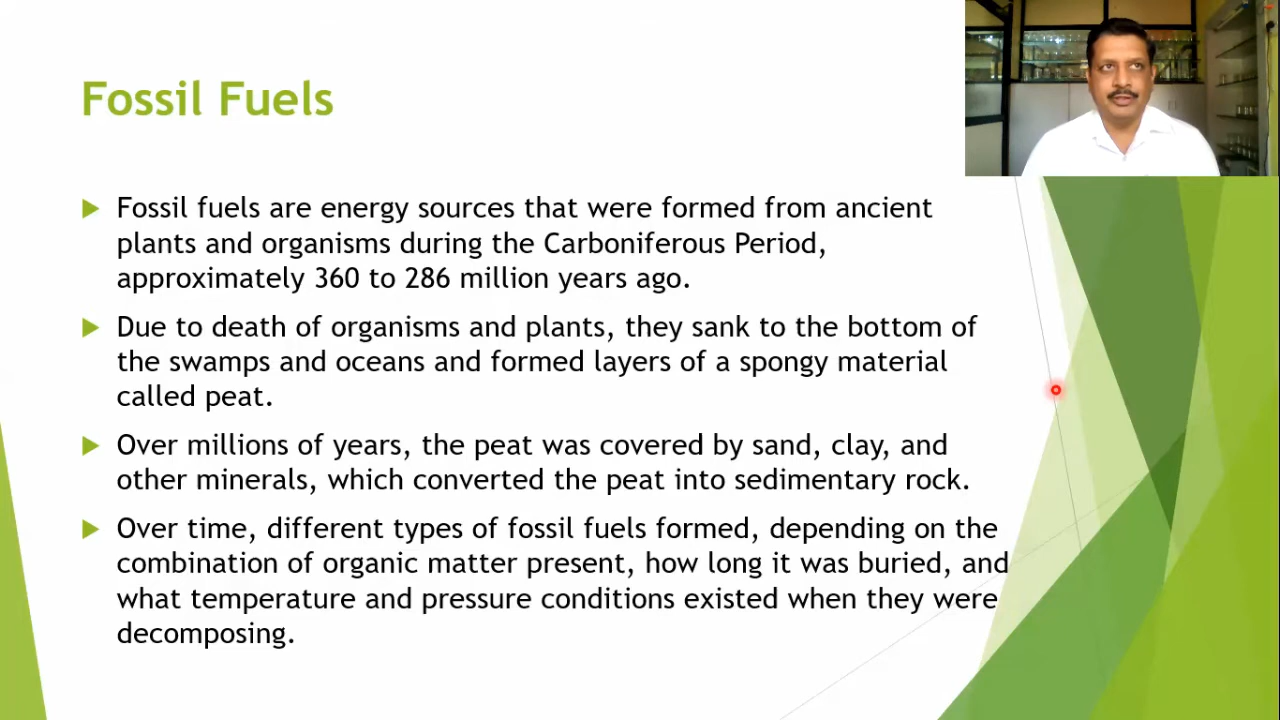 Fossil Fuels
Fossil fuels are energy sources that were formed from ancient
plants and organisms during the Carboniferous Period,
approximately 360 to 286 million years ago.
Due to death of organisms and plants, they sank to the bottom of
the swamps and oceans and formed layers of a spongy material
called peat.
Over millions of years, the peat was covered by sand, clay, and
other minerals, which converted the peat into sedimentary rock.
Over time, different types of fossil fuels formed, depending on the
combination of organic matter present, how long it was buried, and
what temperature and pressure conditions existed when they were
decomposing.